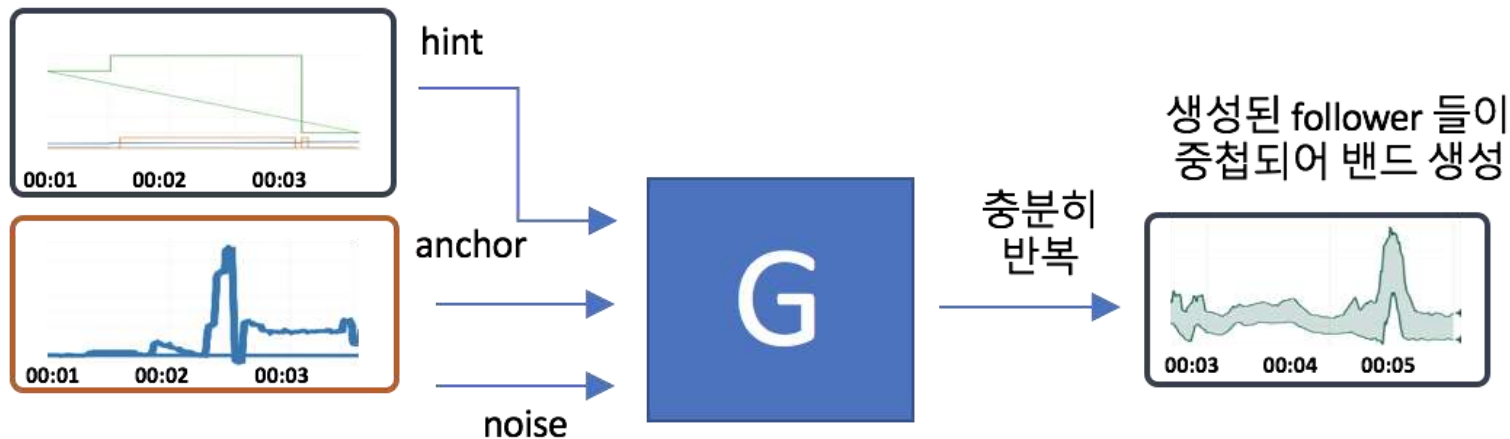 hint
00:01 00:02 00:03
anchor
00:01 00:02 00:03
noise
G
충분히
반복
생성된 follower 들이
중첩되어 밴드 생성
00:03 00:04 00:05